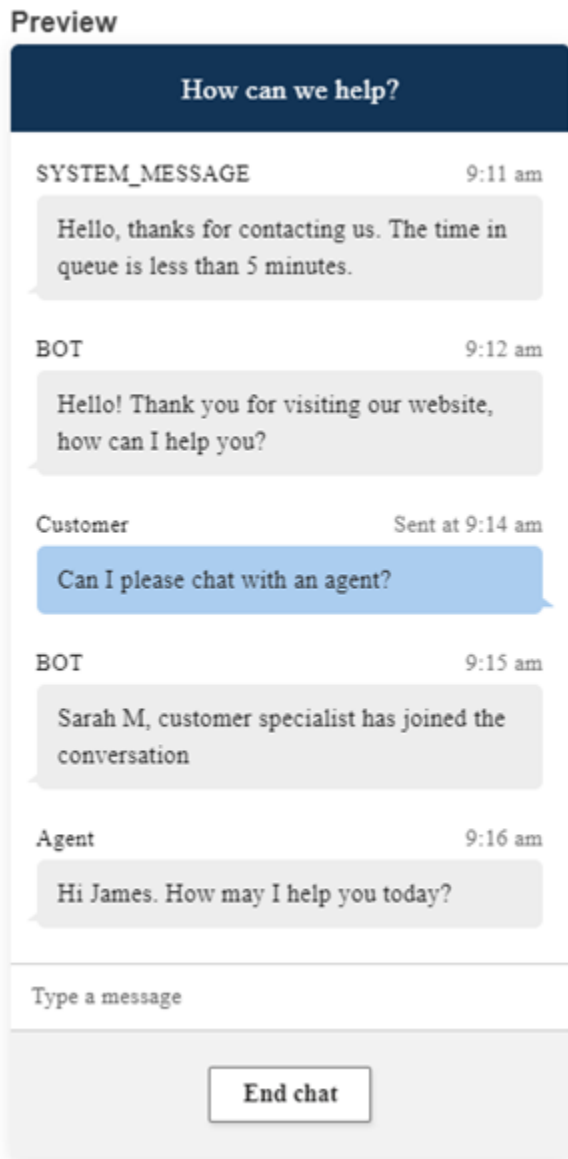 Preview
How can we help?
SYSTEM_MESSAGE 9:11 am
Hello, thanks for contacting us. The time in
queue is less than 5 minutes.
BOT 9:12 am
Hello! Thank you for visiting our website,
how can I help you?
Customer Sent at 9:14 am
Can I please chat with an agent?
BOT 9:15 am
Sarah M, customer specialist has joined the
conversation
Agent 9:16 am
Hi James. How may I help you today?
Type a message
End chat